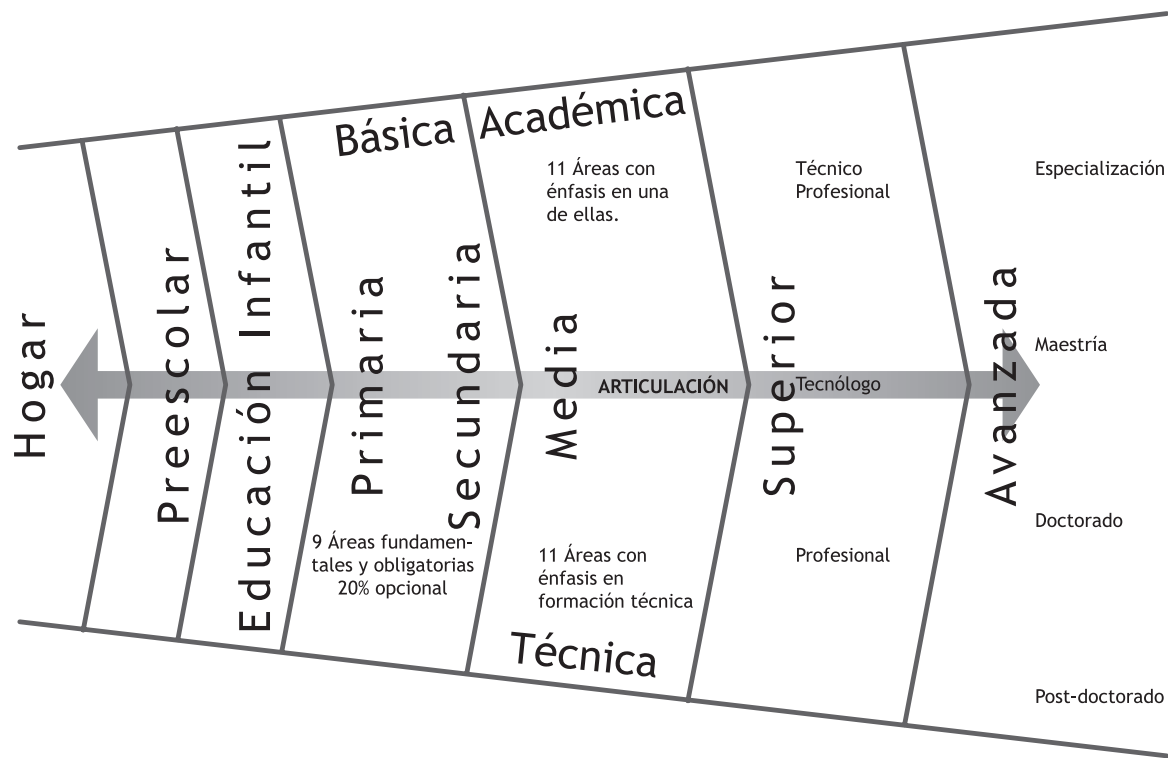 Hogar
Preescolar
Educación Infantil
Básica
Primaria
Secundaria
9 Áreas fundamen-
tales y obligatorias
20% opcional
Académica
11 Áreas con
énfasis en una
de ellas.
Media
ARTICULACIÓN
11 Áreas con
énfasis en
formación técnica
Técnica
Superior
Técnico
Profesional
Tecnólogo
Profesional
Avanzada
Especialización
Maestría
Doctorado
Post-doctorado